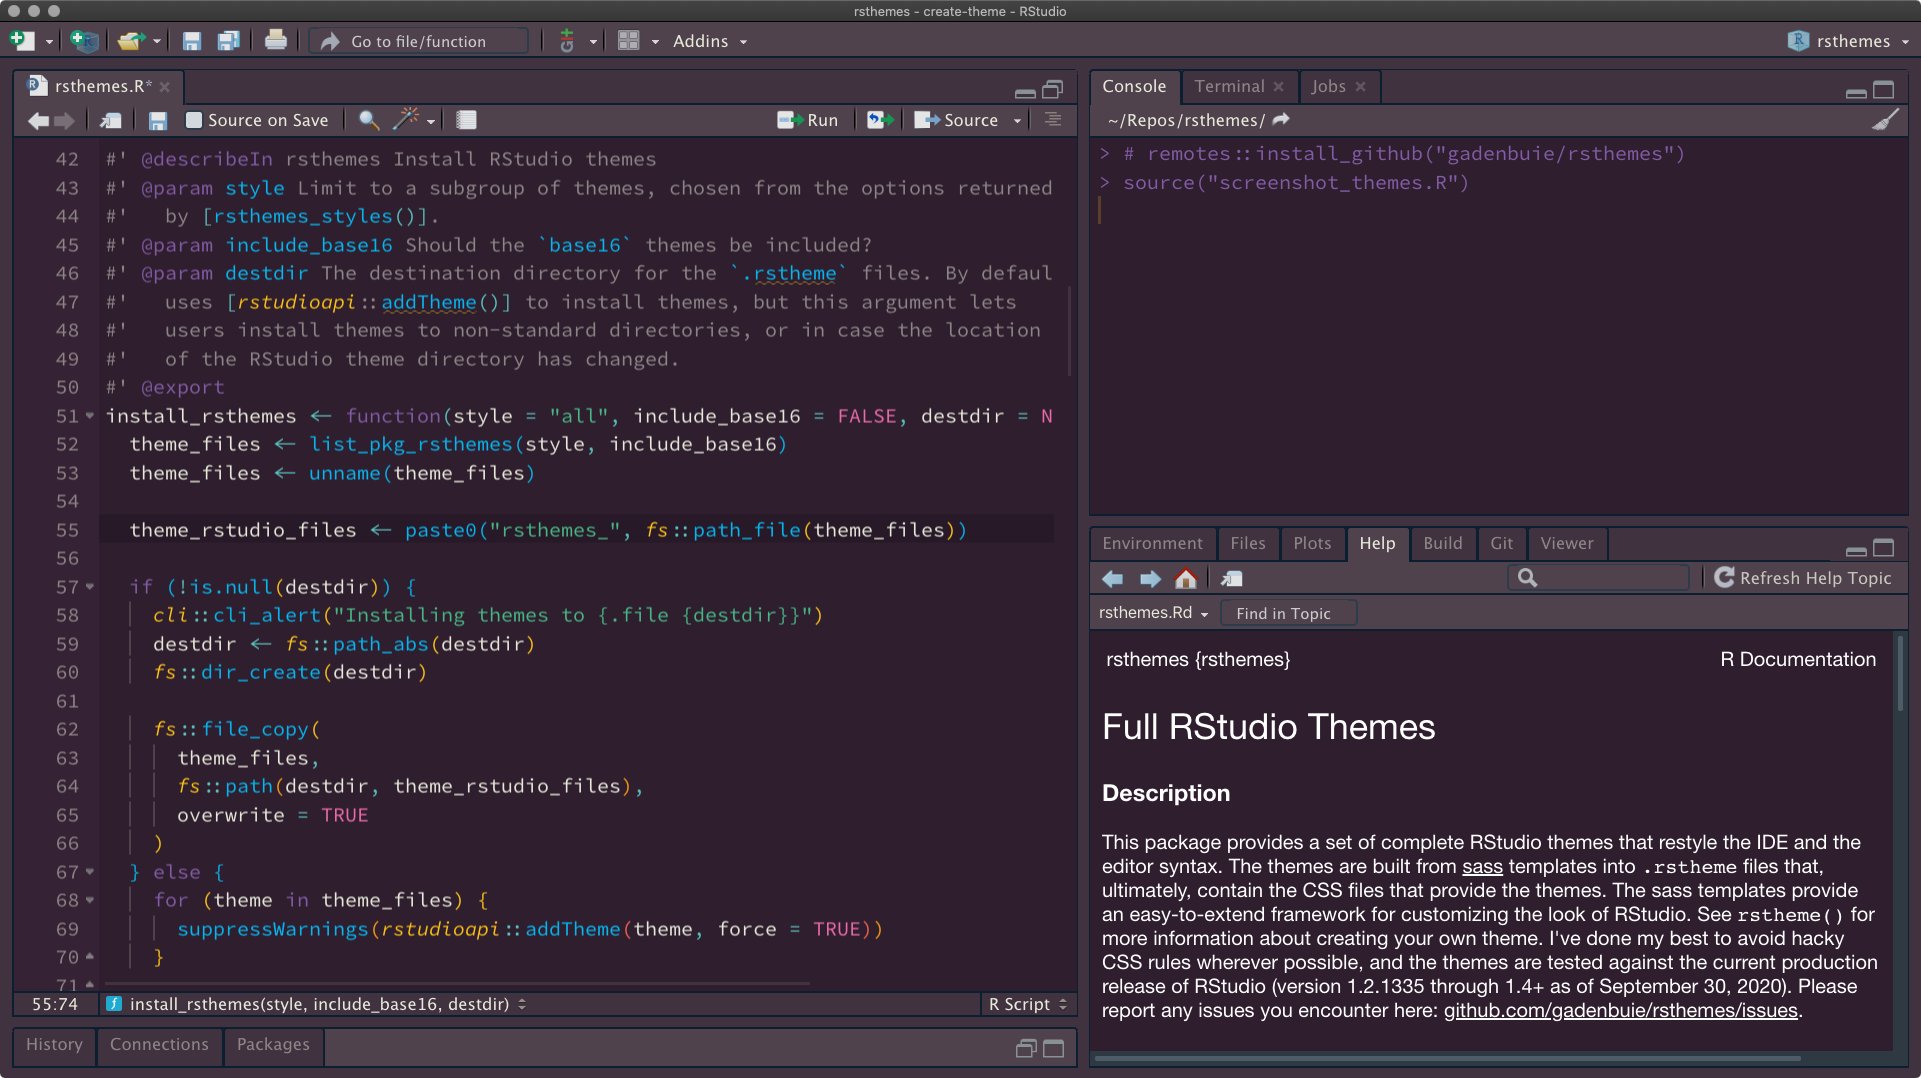 rsthemes - create-theme - RStudio
Go to file/function
Addins
rsthemes
rsthemes.R*
Source on Save
Run
Source
42 #' @describeIn rsthemes Install RStudio themes
43 #' @param style Limit to a subgroup of themes, chosen from the options returned
44 #'   by [rsthemes_styles()].
45 #' @param include_base16 Should the `base16` themes be included?
46 #' @param destdir The destination directory for the `.rstheme` files. By defaul
47 #'   uses [rstudioapi::addTheme()] to install themes, but this argument lets
48 #'   users install themes to non-standard directories, or in case the location
49 #'   of the RStudio theme directory has changed.
50 #' @export
51 install_rsthemes <- function(style = "all", include_base16 = FALSE, destdir = N
52   theme_files <- list_pkg_rsthemes(style, include_base16)
53   theme_files <- unname(theme_files)
54
55   theme_rstudio_files <- paste0("rsthemes_", fs::path_file(theme_files))
56
57   if (!is.null(destdir)) {
58     cli::cli_alert("Installing themes to {.file {destdir}}")
59     destdir <- fs::path_abs(destdir)
60     fs::dir_create(destdir)
61
62     fs::file_copy(
63       theme_files,
64       fs::path(destdir, theme_rstudio_files),
65       overwrite = TRUE
66     )
67   } else {
68     for (theme in theme_files) {
69       suppressWarnings(rstudioapi::addTheme(theme, force = TRUE))
70     }
71
55:74
install_rsthemes(style, include_base16, destdir)
R Script
History
Connections
Packages
Console
Terminal
Jobs
~/Repos/rsthemes/
> # remotes::install_github("gadenbuie/rsthemes")
> source("screenshot_themes.R")
Environment
Files
Plots
Help
Build
Git
Viewer
Refresh Help Topic
rsthemes.Rd
Find in Topic
rsthemes {rsthemes}
R Documentation
Full RStudio Themes
Description
This package provides a set of complete RStudio themes that restyle the IDE and the
editor syntax. The themes are built from sass templates into .rstheme files that,
ultimately, contain the CSS files that provide the themes. The sass templates provide
an easy-to-extend framework for customizing the look of RStudio. See rstheme() for
more information about creating your own theme. I've done my best to avoid hacky
CSS rules wherever possible, and the themes are tested against the current production
release of RStudio (version 1.2.1335 through 1.4+ as of September 30, 2020). Please
report any issues you encounter here: github.com/gadenbuie/rsthemes/issues.